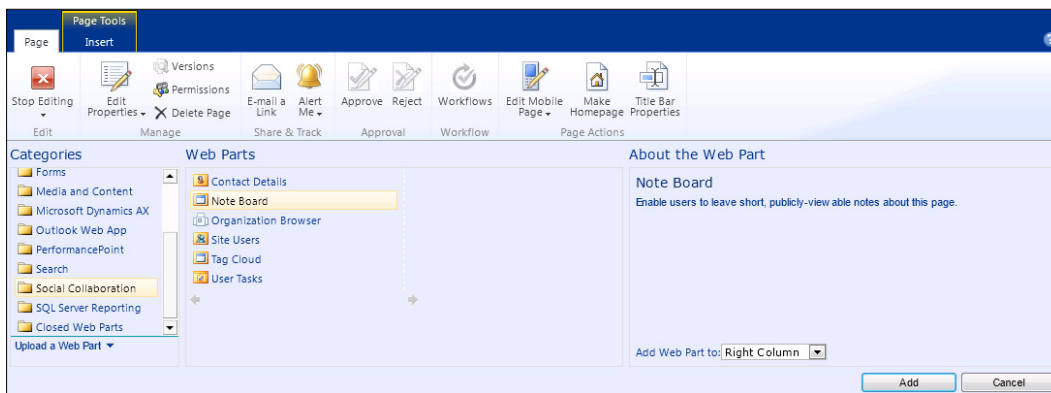 Page Tools
Page Insert
Stop Editing
Edit Properties
Versions
Permissions
Delete Page
E-mail a Link
Alert Me
Approve Reject
Workflows
Edit Mobile Page
Make Homepage
Title Bar Properties
Edit Manage Share & Track Approval Workflow Page Actions
Categories
Forms
Media and Content
Microsoft Dynamics AX
Outlook Web App
PerformancePoint
Search
Social Collaboration
SQL Server Reporting
Closed Web Parts
Upload a Web Part
Web Parts
Contact Details
Note Board
Organization Browser
Site Users
Tag Cloud
User Tasks
About the Web Part
Note Board
Enable users to leave short, publicly-view able notes about this page.
Add Web Part to: Right Column
Add Cancel